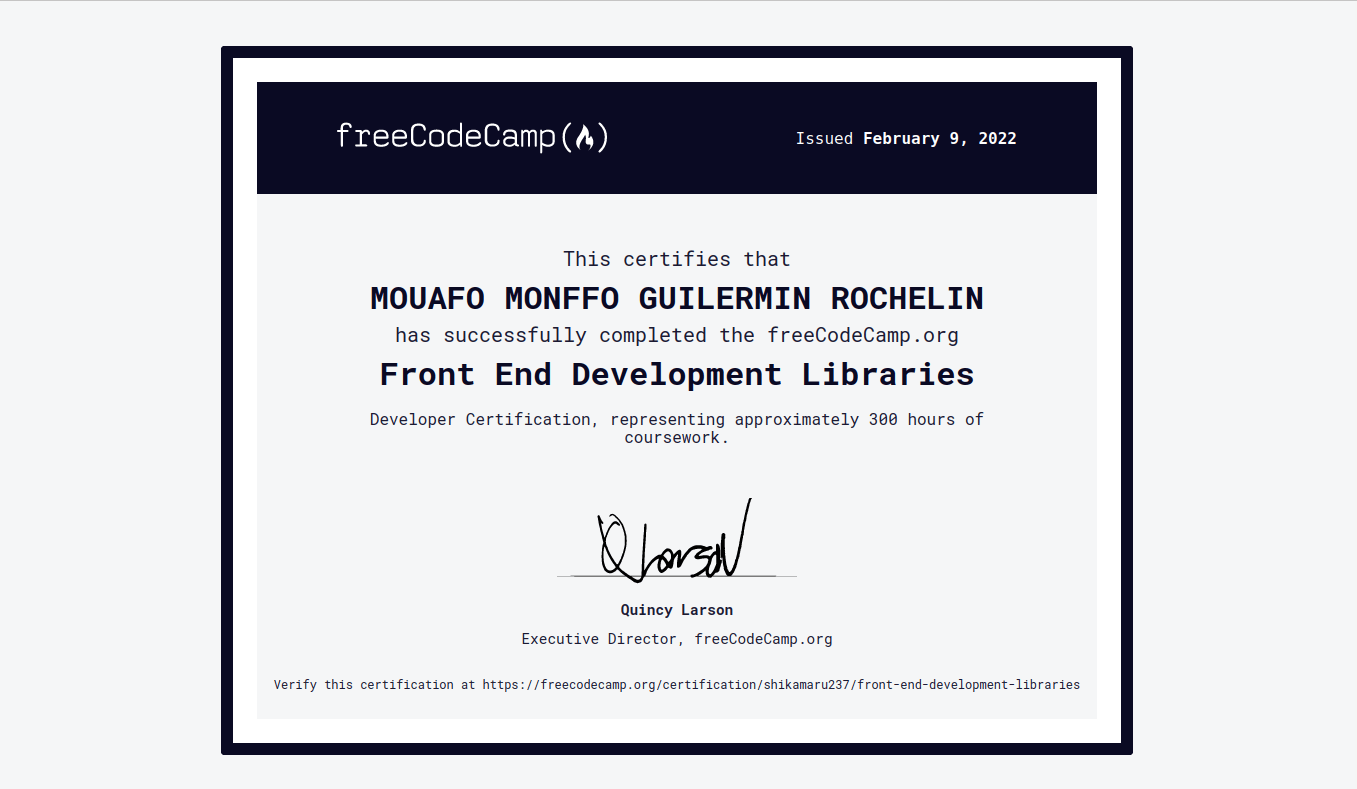 freeCodeCamp
Issued February 9, 2022
This certifies that
MOUAFO MONFFO GUILERMIN ROCHELIN
has successfully completed the freeCodeCamp.org
Front End Development Libraries
Developer Certification, representing approximately 300 hours of
coursework.
Q Larson
Quincy Larson
Executive Director, freeCodeCamp.org
Verify this certification at https://freecodecamp.org/certification/shikamaru237/front-end-development-libraries